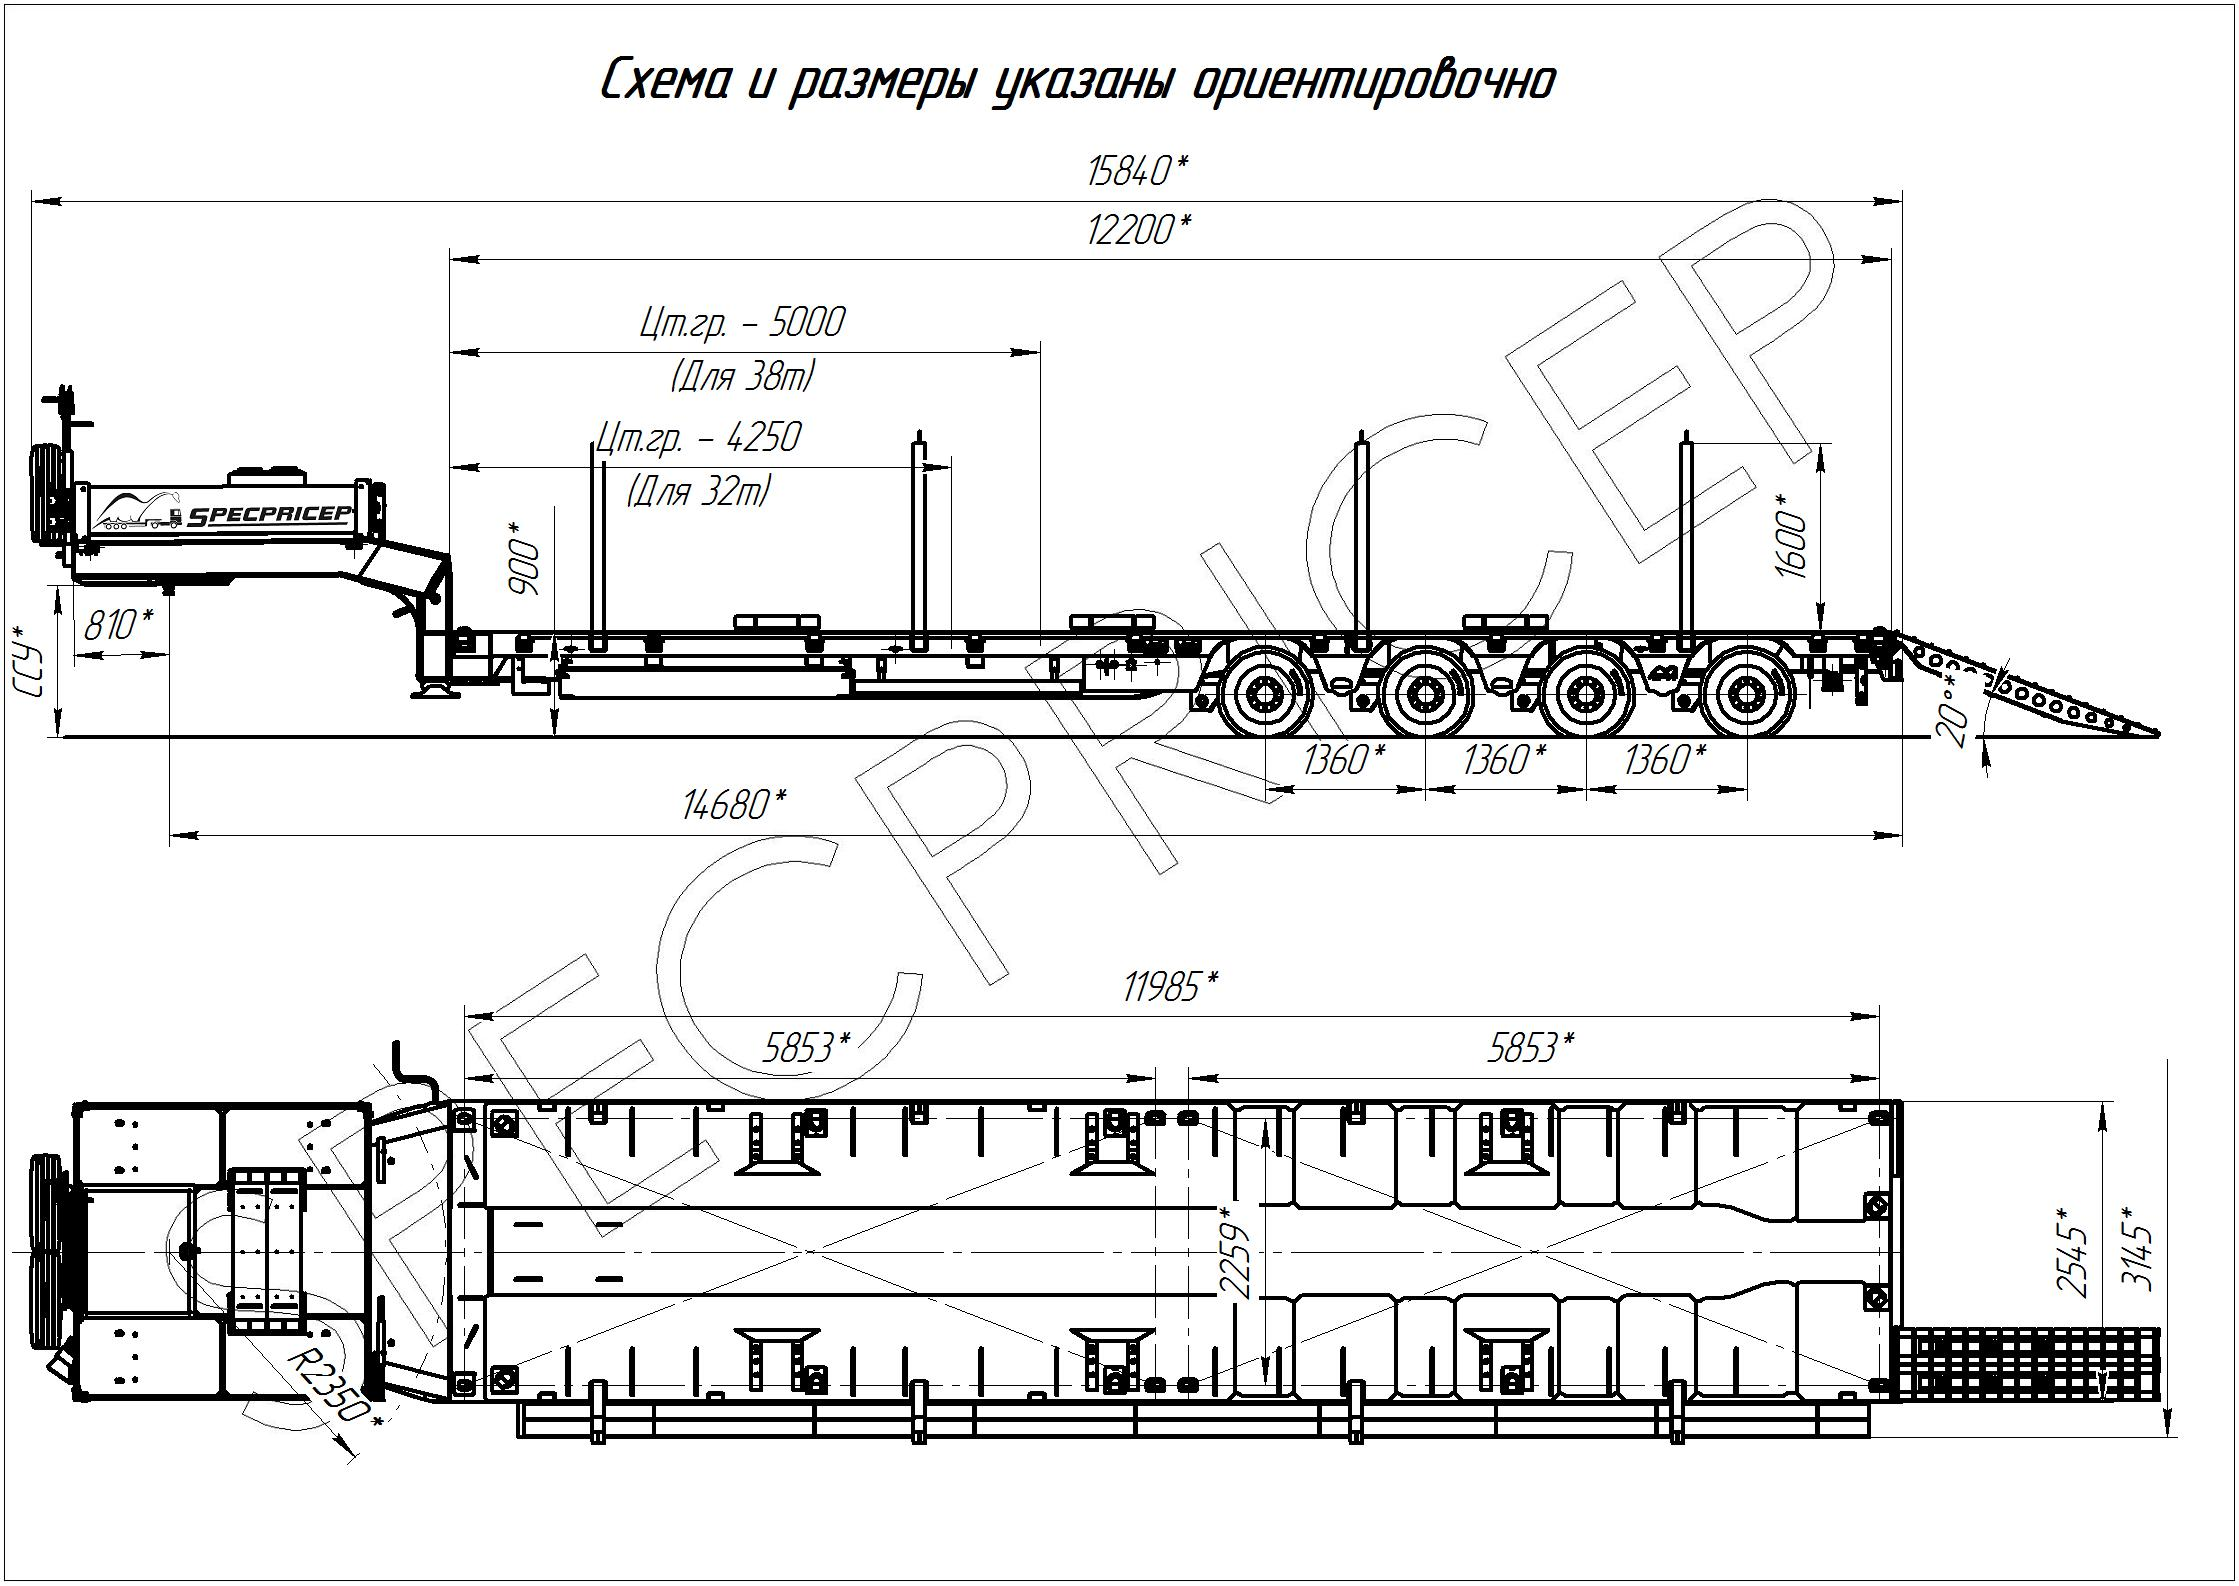 Схема и размеры указаны ориентировочно
15840*
12200*
Цт.гр. - 5000
(Для 38т)
Цт.гр. - 4250
(Для 32т)
900*
1600*
SPECPRICEP
810*
ССУ*
20°*
1360*
1360*
1360*
14680*
11985*
5853*
5853*
2259*
2545*
3145*
R2350*
SPECPRICEP